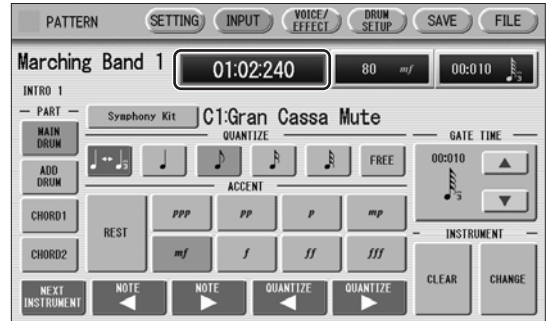 PATTERN SETTING INPUT VOICE/EFFECT DRUM SETUP SAVE FILE
Marching Band 1 01:02:240 80 mf 00:010 3
INTRO 1
PART Symphony Kit C1:Gran Cassa Mute
QUANTIZE GATE TIME
MAIN DRUM 3 FREE 00:010
ADD DRUM ACCENT 3
CHORD1 REST ppp pp p mp
INSTRUMENT
CHORD2 mf f ff fff CLEAR CHANGE
NEXT INSTRUMENT NOTE NOTE QUANTIZE QUANTIZE